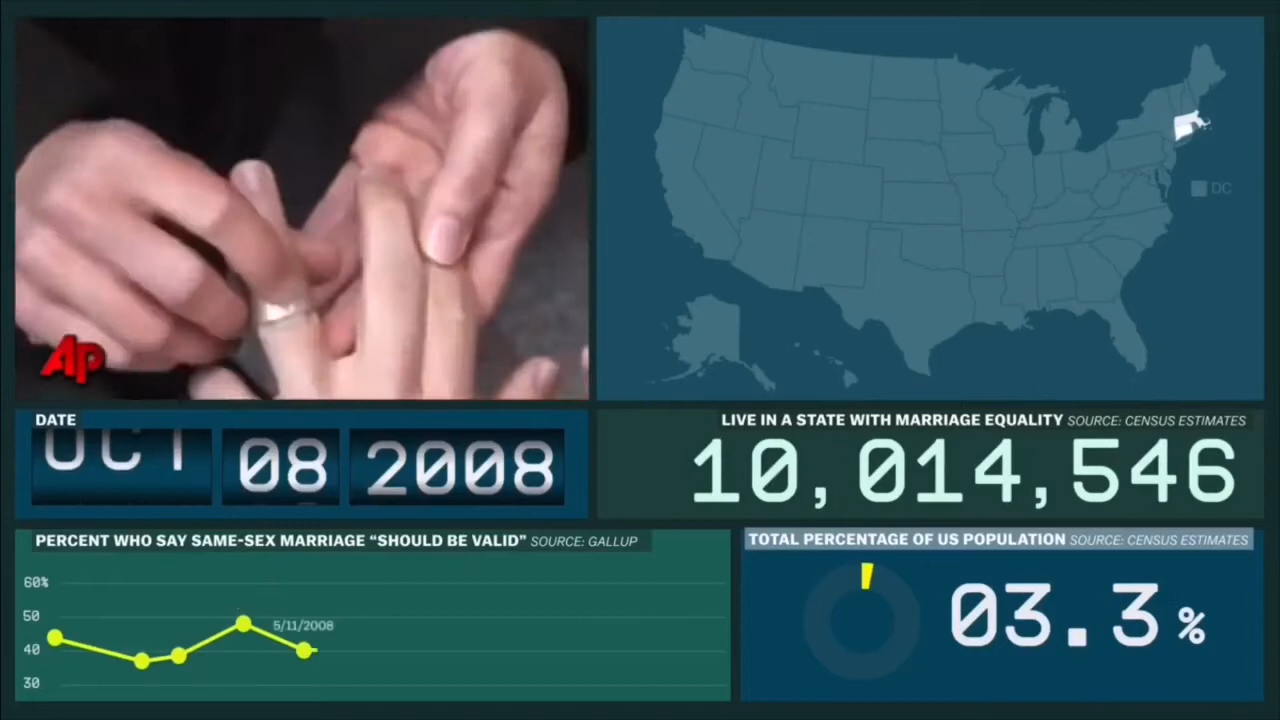 AP
DC
DATE
OCT 08 2008
LIVE IN A STATE WITH MARRIAGE EQUALITY SOURCE: CENSUS ESTIMATES
10,014,546
PERCENT WHO SAY SAME-SEX MARRIAGE “SHOULD BE VALID” SOURCE: GALLUP
60%
50
5/11/2008
40
30
TOTAL PERCENTAGE OF US POPULATION SOURCE: CENSUS ESTIMATES
03.3%